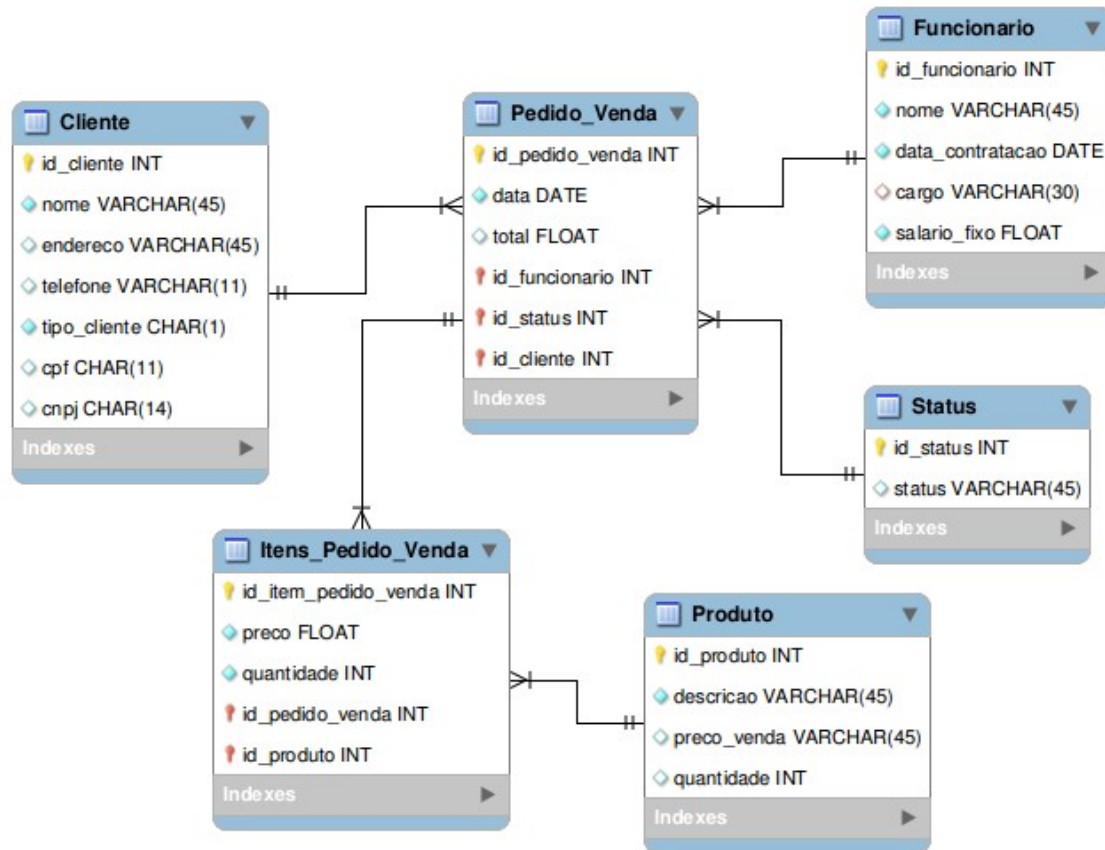 Cliente
id_cliente INT
nome VARCHAR(45)
endereco VARCHAR(45)
telefone VARCHAR(11)
tipo_cliente CHAR(1)
cpf CHAR(11)
cnpj CHAR(14)
Indexes
Pedido_Venda
id_pedido_venda INT
data DATE
total FLOAT
id_funcionario INT
id_status INT
id_cliente INT
Indexes
Funcionario
id_funcionario INT
nome VARCHAR(45)
data_contratacao DATE
cargo VARCHAR(30)
salario_fixo FLOAT
Indexes
Status
id_status INT
status VARCHAR(45)
Indexes
Itens_Pedido_Venda
id_item_pedido_venda INT
preco FLOAT
quantidade INT
id_pedido_venda INT
id_produto INT
Indexes
Produto
id_produto INT
descricao VARCHAR(45)
preco_venda VARCHAR(45)
quantidade INT
Indexes